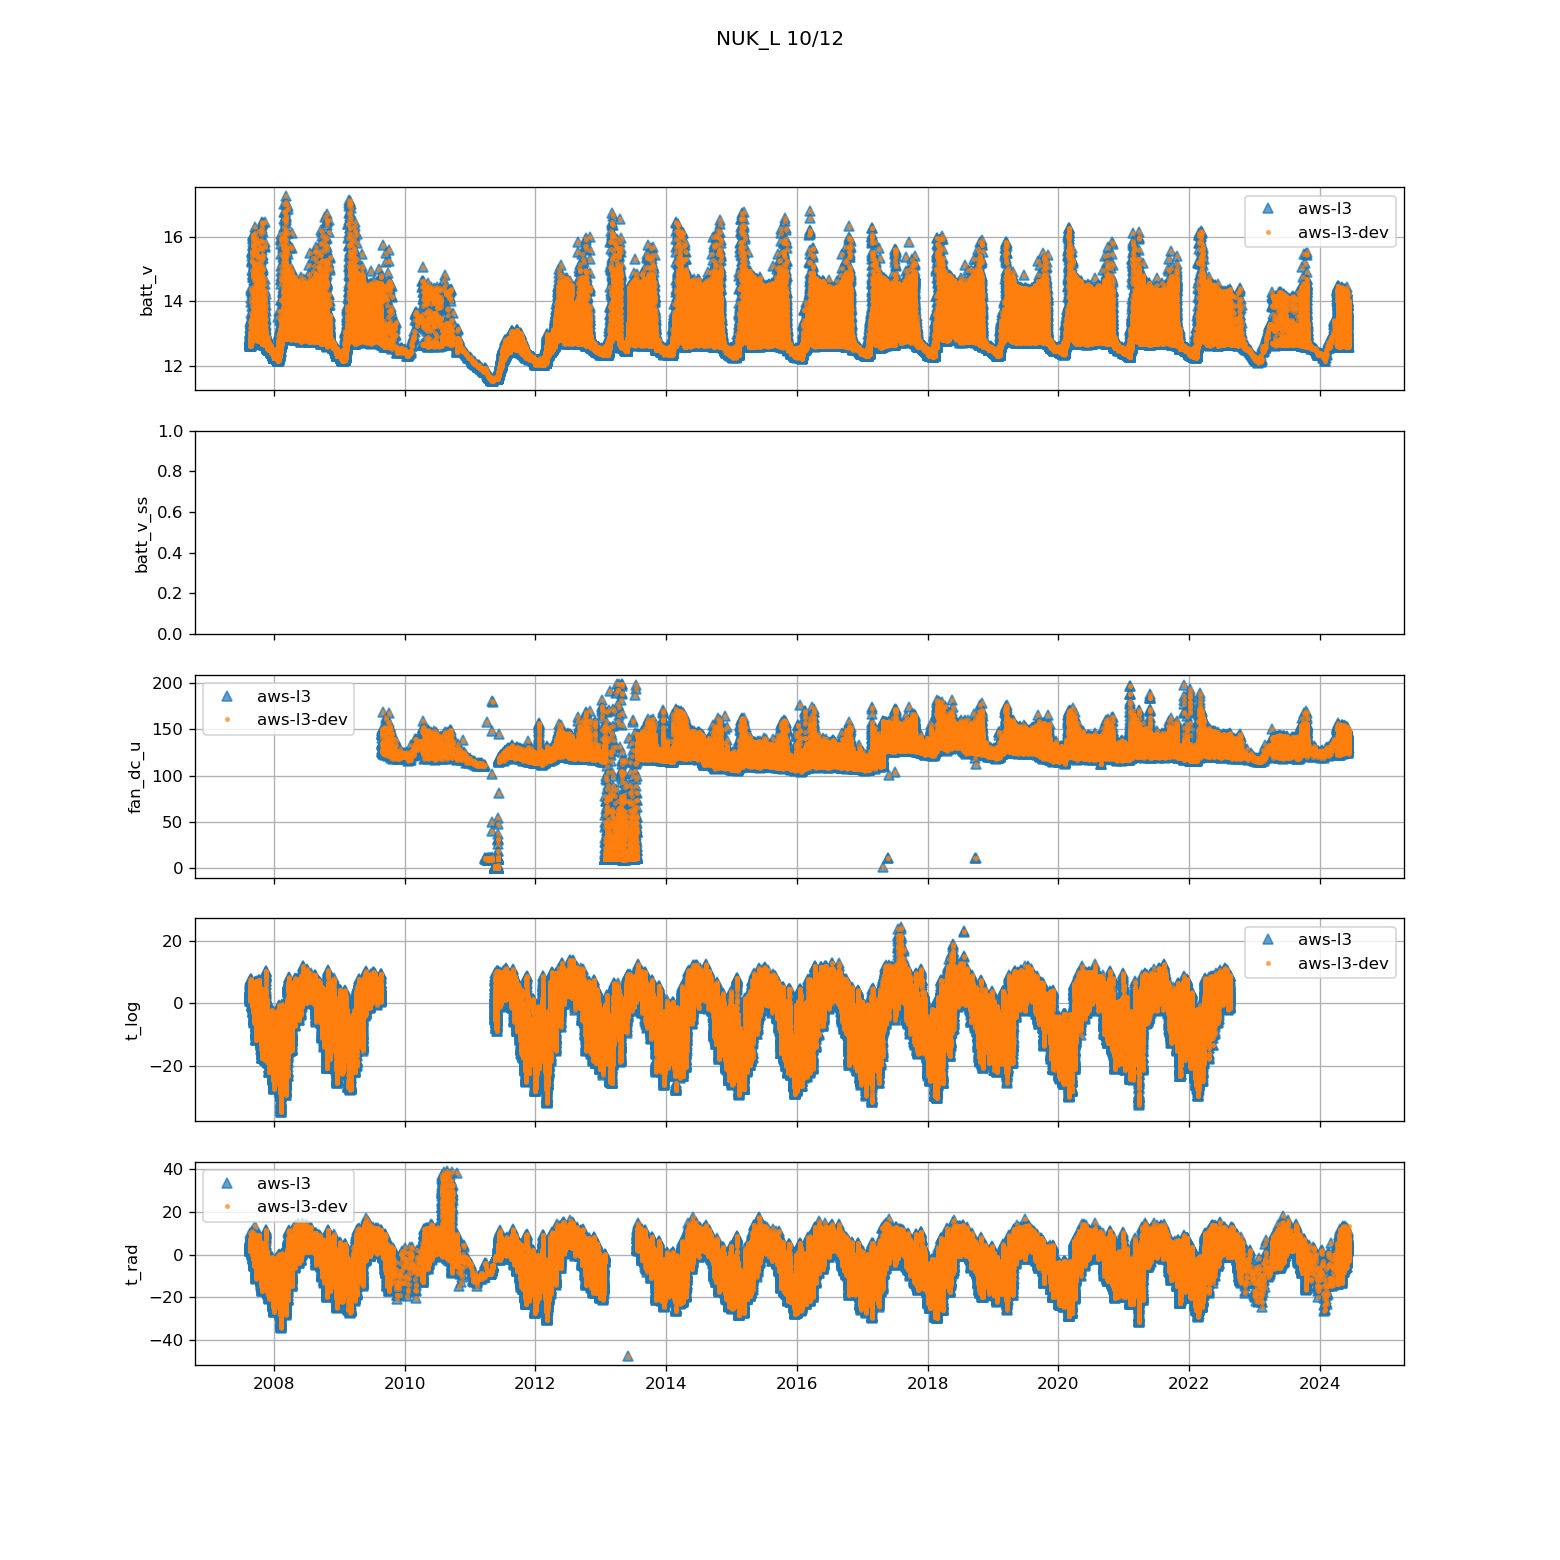 NUK_L 10/12
batt_v
16
14
12
aws-l3
aws-l3-dev
batt_v_ss
1.0
0.8
0.6
0.4
0.2
0.0
fan_dc_u
200
150
100
50
0
aws-l3
aws-l3-dev
t_log
20
0
−20
aws-l3
aws-l3-dev
t_rad
40
20
0
−20
−40
aws-l3
aws-l3-dev
2008 2010 2012 2014 2016 2018 2020 2022 2024